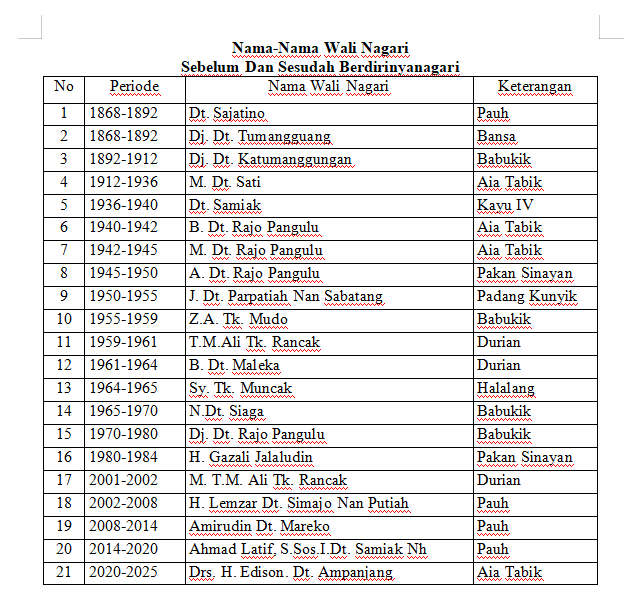 Nama-Nama Wali Nagari
Sebelum Dan Sesudah Berdirinyanagari
No Periode Nama Wali Nagari Keterangan
1 1868-1892 Dt. Sajatino Pauh
2 1868-1892 Dj. Dt. Tumangguang Bansa
3 1892-1912 Dj. Dt. Katumanggungan Babukik
4 1912-1936 M. Dt. Sati Aia Tabik
5 1936-1940 Dt. Samiak Kayu IV
6 1940-1942 B. Dt. Rajo Pangulu Aia Tabik
7 1942-1945 M. Dt. Rajo Pangulu Aia Tabik
8 1945-1950 A. Dt. Rajo Pangulu Pakan Sinayan
9 1950-1955 J. Dt. Parpatiah Nan Sabatang Padang Kunyik
10 1955-1959 Z.A. Tk. Mudo Babukik
11 1959-1961 T.M.Ali Tk. Rancak Durian
12 1961-1964 B. Dt. Maleka Durian
13 1964-1965 Sy. Tk. Muncak Halalang
14 1965-1970 N.Dt. Siaga Babukik
15 1970-1980 Dj. Dt. Rajo Pangulu Babukik
16 1980-1984 H. Gazali Jalaludin Pakan Sinayan
17 2001-2002 M. T.M. Ali Tk. Rancak Durian
18 2002-2008 H. Lemzar Dt. Simajo Nan Putiah Pauh
19 2008-2014 Amirudin Dt. Mareko Pauh
20 2014-2020 Ahmad Latif, S.Sos.I.Dt. Samiak Nh Pauh
21 2020-2025 Drs. H. Edison. Dt. Ampanjang Aia Tabik